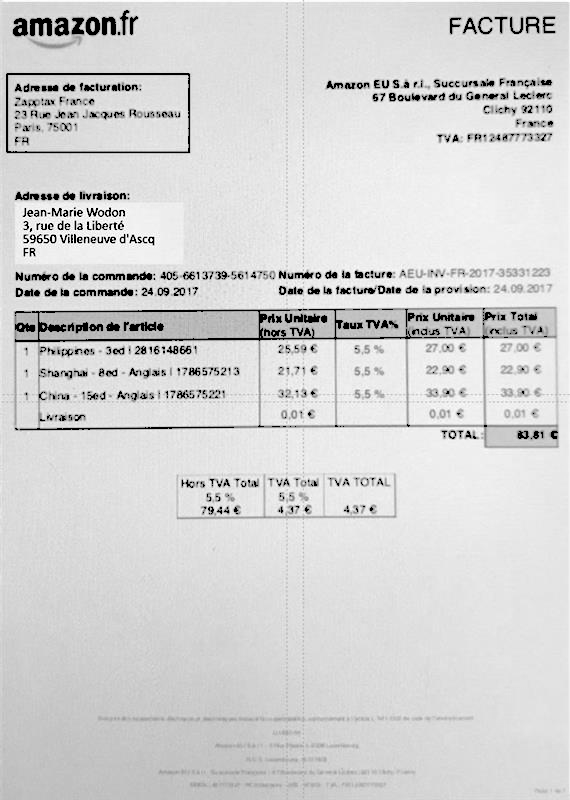 amazon.fr
FACTURE
Adresse de facturation:
Zapptax France
23 Rue Jean Jacques Rousseau
Paris, 75001
FR
Amazon EU S.à r.l., Succursale Française
67 Boulevard du General Leclerc
Clichy 92110
France
TVA: FR12487773327
Adresse de livraison:
Jean-Marie Wodon
3, rue de la Liberté
59650 Villeneuve d'Ascq
FR
Numéro de la commande: 405-6613739-5614750 Numéro de la facture: AEU-INV-FR-2017-35331223
Date de la commande: 24.09.2017 Date de la facture/Date de la provision: 24.09.2017
Qté Description de l'article Prix Unitaire (hors TVA) Taux TVA% Prix Unitaire (inclus TVA) Prix Total (inclus TVA)
1 Philippines - 3ed | 2816148661 25,59 € 5,5 % 27,00 € 27,00 €
1 Shanghai - 8ed - Anglais | 1786575213 21,71 € 5,5 % 22,90 € 22,90 €
1 China - 15ed - Anglais | 1786575221 32,13 € 5,5 % 33,90 € 33,90 €
Livraison 0,01 € 0,01 € 0,01 €
TOTAL: 83,81 €
Hors TVA Total TVA Total TVA TOTAL
5,5 % 5,5 %
79,44 € 4,37 € 4,37 €